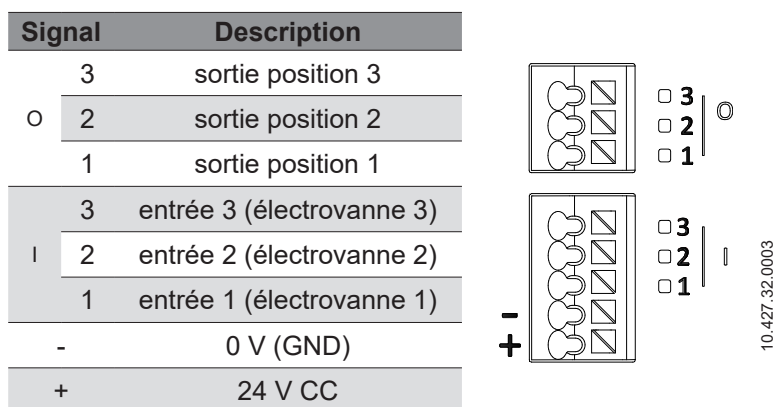 Signal Description
3 sortie position 3
O 2 sortie position 2
1 sortie position 1
3 entrée 3 (électrovanne 3)
I 2 entrée 2 (électrovanne 2)
1 entrée 1 (électrovanne 1)
- 0 V (GND)
+ 24 V CC
3
2 O
1
3
2 I
1
-
+
10.427.32.0003